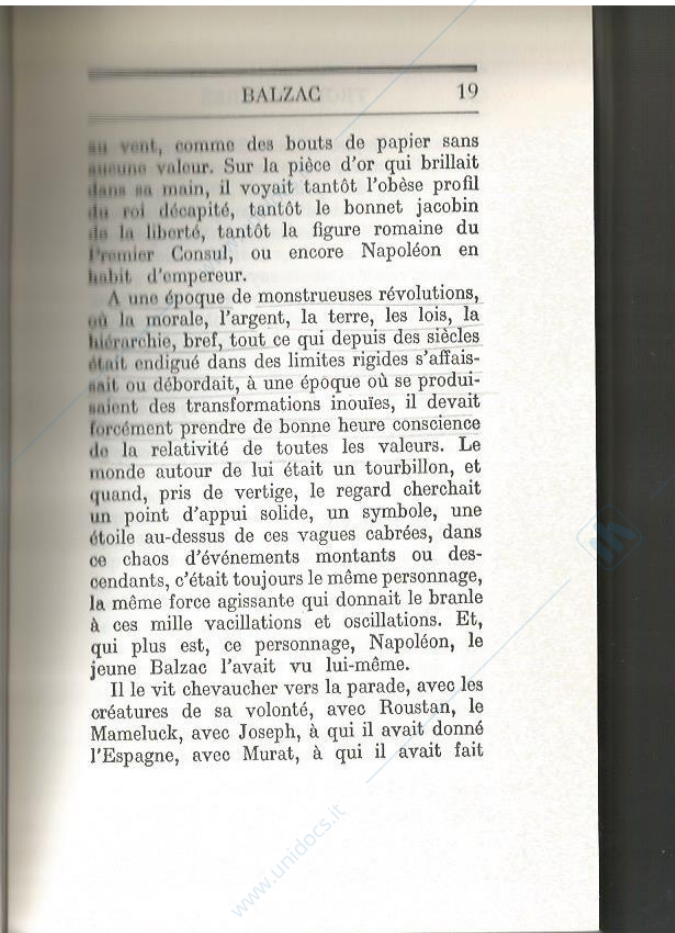 BALZAC 19
au vent, comme des bouts de papier sans
aucune valeur. Sur la pièce d'or qui brillait
dans sa main, il voyait tantôt l'obèse profil
du roi décapité, tantôt le bonnet jacobin
de la liberté, tantôt la figure romaine du
Premier Consul, ou encore Napoléon en
habit d'empereur.
A une époque de monstrueuses révolutions,
où la morale, l'argent, la terre, les lois, la
hiérarchie, bref, tout ce qui depuis des siècles
était endigué dans des limites rigides s'affais-
sait ou débordait, à une époque où se produi-
saient des transformations inouïes, il devait
forcément prendre de bonne heure conscience
de la relativité de toutes les valeurs. Le
monde autour de lui était un tourbillon, et
quand, pris de vertige, le regard cherchait
un point d'appui solide, un symbole, une
étoile au-dessus de ces vagues cabrées, dans
ce chaos d'événements montants ou des-
cendants, c'était toujours le même personnage,
la même force agissante qui donnait le branle
à ces mille vacillations et oscillations. Et,
qui plus est, ce personnage, Napoléon, le
jeune Balzac l'avait vu lui-même.
Il le vit chevaucher vers la parade, avec les
créatures de sa volonté, avec Roustan, le
Mameluck, avec Joseph, à qui il avait donné
l'Espagne, avec Murat, à qui il avait fait
www.unidocs.it